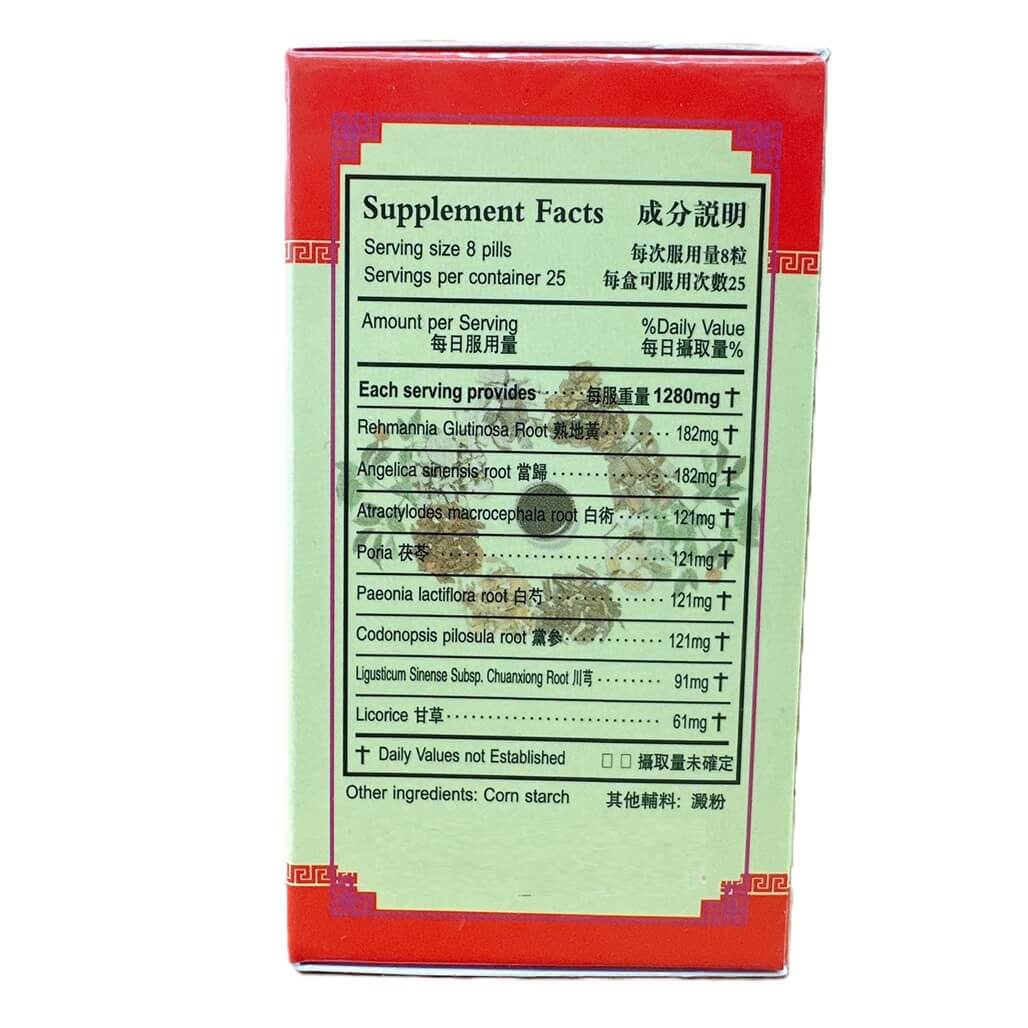 Supplement Facts 成分説明
Serving size 8 pills 每次服用量8粒
Servings per container 25 每盒可服用次數25
Amount per Serving %Daily Value
每日服用量 每日攝取量%
Each serving provides ······ 每服重量 1280mg †
Rehmannia Glutinosa Root 熟地黃 ········ 182mg †
Angelica sinensis root 當歸 ·············· 182mg †
Atractylodes macrocephala root 白術 ······ 121mg †
Poria 茯苓 ····························· 121mg †
Paeonia lactiflora root 白芍 ·············· 121mg †
Codonopsis pilosula root 黨參 ············ 121mg †
Ligusticum Sinense Subsp. Chuanxiong Root 川芎 ········ 91mg †
Licorice 甘草 ··························· 61mg †
† Daily Values not Established □ □ 攝取量未確定
Other ingredients: Corn starch 其他輔料: 澱粉